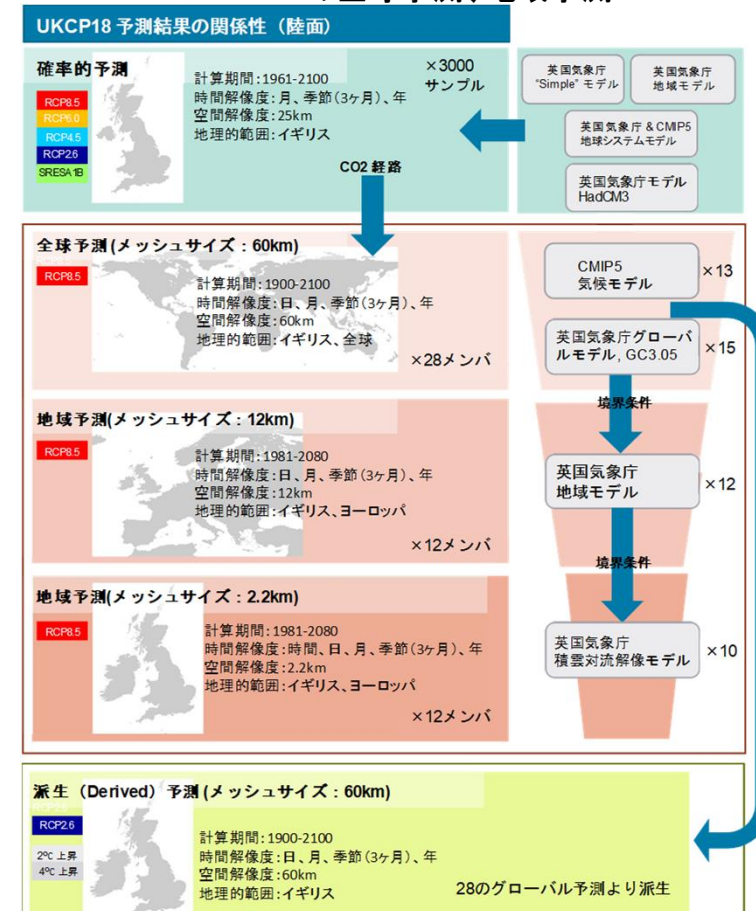 UKCP18 予測結果の関係性（陸面）
確率的予測
RCP8.5
RCP6.0
RCP4.5
RCP2.6
SRESA1B
計算期間:1961-2100
時間解像度:月、季節(3ヶ月)、年
空間解像度:25km
地理的範囲:イギリス
×3000
サンプル
CO2 経路
英国気象庁
"Simple" モデル
英国気象庁
地域モデル
英国気象庁 & CMIP5
地球システムモデル
英国気象庁モデル
HadCM3
全球予測(メッシュサイズ：60km)
RCP8.5
計算期間:1900-2100
時間解像度:日、月、季節(3ヶ月)、年
空間解像度:60km
地理的範囲:イギリス、全球
×28メンバ
CMIP5
気候モデル
×13
英国気象庁グローバ
ルモデル, GC3.05
×15
境界条件
地域予測(メッシュサイズ：12km)
RCP8.5
計算期間:1981-2080
時間解像度:日、月、季節(3ヶ月)、年
空間解像度:12km
地理的範囲:イギリス、ヨーロッパ
×12メンバ
英国気象庁
地域モデル
×12
境界条件
地域予測(メッシュサイズ：2.2km)
RCP8.5
計算期間:1981-2080
時間解像度:時間、日、月、季節(3ヶ月)、年
空間解像度:2.2km
地理的範囲:イギリス、ヨーロッパ
×12メンバ
英国気象庁
積雲対流解像モデル
×10
派生（Derived）予測(メッシュサイズ：60km)
RCP2.6
2℃ 上昇
4℃ 上昇
計算期間:1900-2100
時間解像度:日、月、季節(3ヶ月)、年
空間解像度:60km
地理的範囲:イギリス
28のグローバル予測より派生